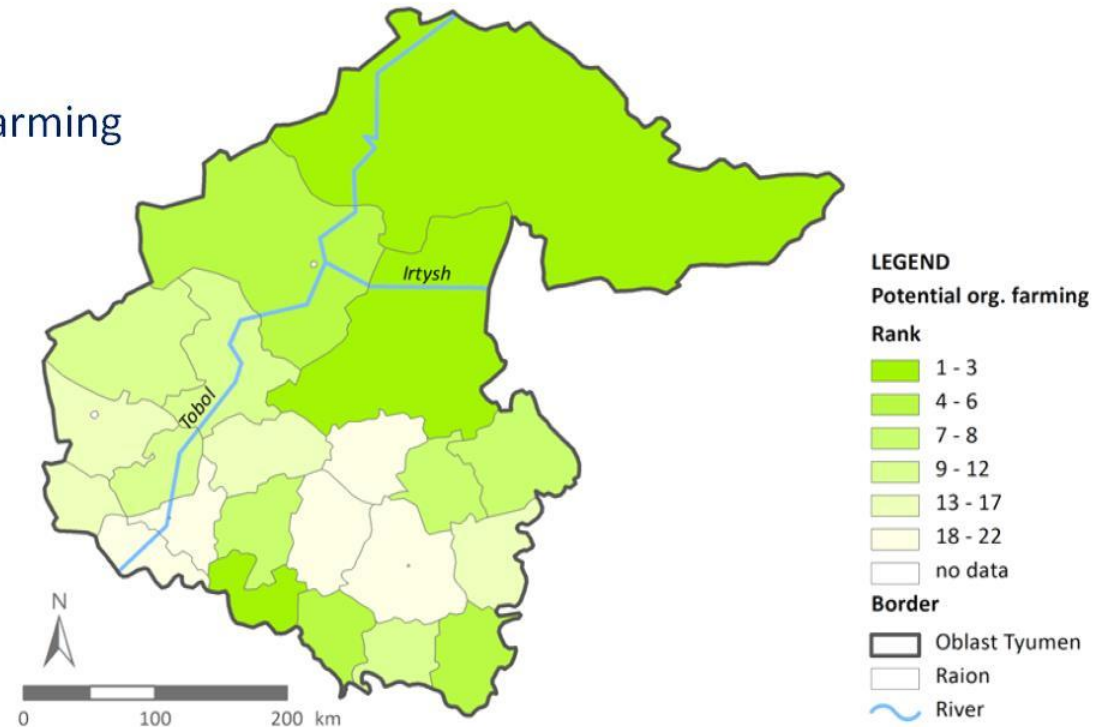 arming
Irtysh
Tobol
LEGEND
Potential org. farming
Rank
1 - 3
4 - 6
7 - 8
9 - 12
13 - 17
18 - 22
no data
Border
Oblast Tyumen
Raion
River
N
0 100 200 km